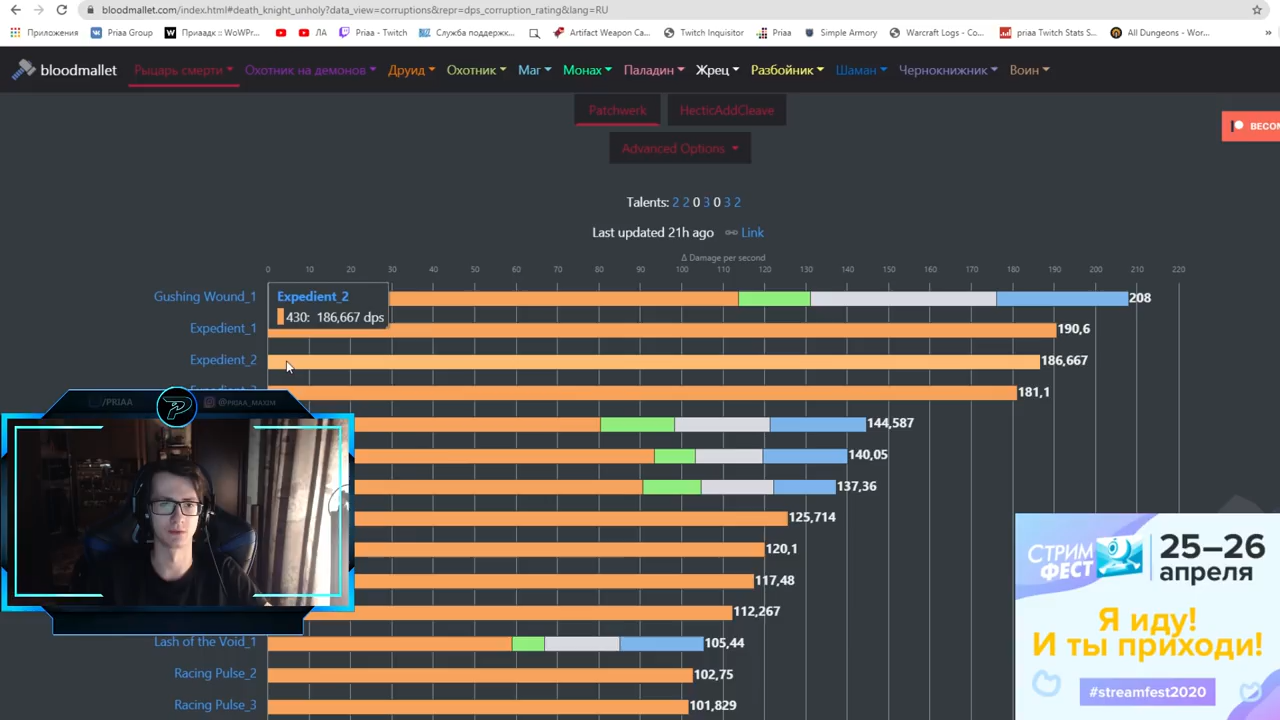 bloodmallet.com/index.html#death_knight_unholy?data_view=corruptions&repr=dps_corruption_rating&lang=RU
Приложения Priaa Group Приваадк :: WoWPr... ЛА Priaa - Twitch Служба поддержк... Artifact Weapon Ca... Twitch Inquisitor Priaa Simple Armory Warcraft Logs - Co... priaa Twitch Stats S... All Dungeons - Wor... »
bloodmallet Рыцарь смерти Охотник на демонов Друид Охотник Маг Монах Паладин Жрец Разбойник Шаман Чернокнижник Воин
Patchwerk HecticAddCleave
BECO
Advanced Options
Talents: 2 2 0 3 0 3 2
Last updated 21h ago Link
Δ Damage per second
0 10 20 30 40 50 60 70 80 90 100 110 120 130 140 150 160 170 180 190 200 210 220
Gushing Wound_1 208
Expedient_2
430: 186,667 dps
Expedient_1 190,6
Expedient_2 186,667
Expedient_3 181,1
/PRIAA @PRIAA_MAXIM
144,587
140,05
137,36
125,714
120,1
117,48
112,267
Lash of the Void_1 105,44
Racing Pulse_2 102,75
Racing Pulse_3 101,829
СТРИМ
ФЕСТ
25–26
апреля
Я иду!
И ты приходи!
#streamfest2020